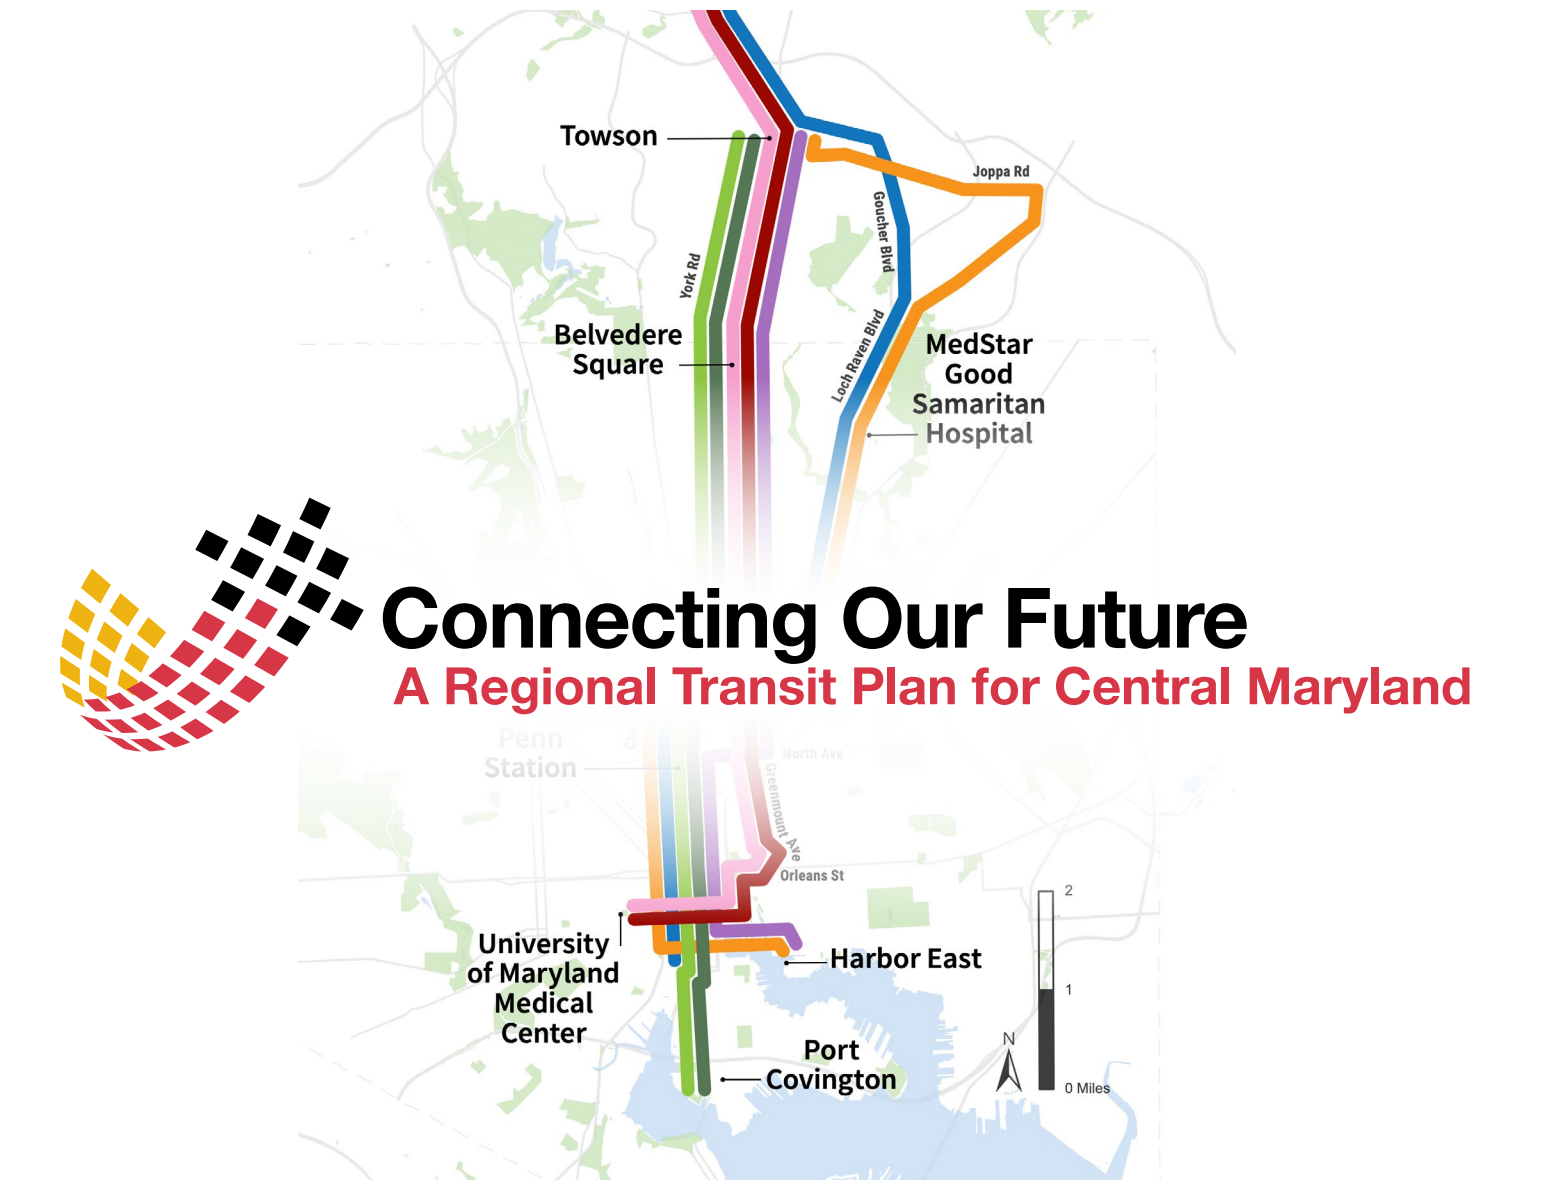 Towson
Joppa Rd
Goucher Blvd
York Rd
Belvedere
Square
Loch Raven Blvd
MedStar
Good
Samaritan
Hospital
Connecting Our Future
A Regional Transit Plan for Central Maryland
Penn
Station
North Ave
Greenmount Ave
Orleans St
University
of Maryland
Medical
Center
Harbor East
Port
Covington
N
2
1
0 Miles